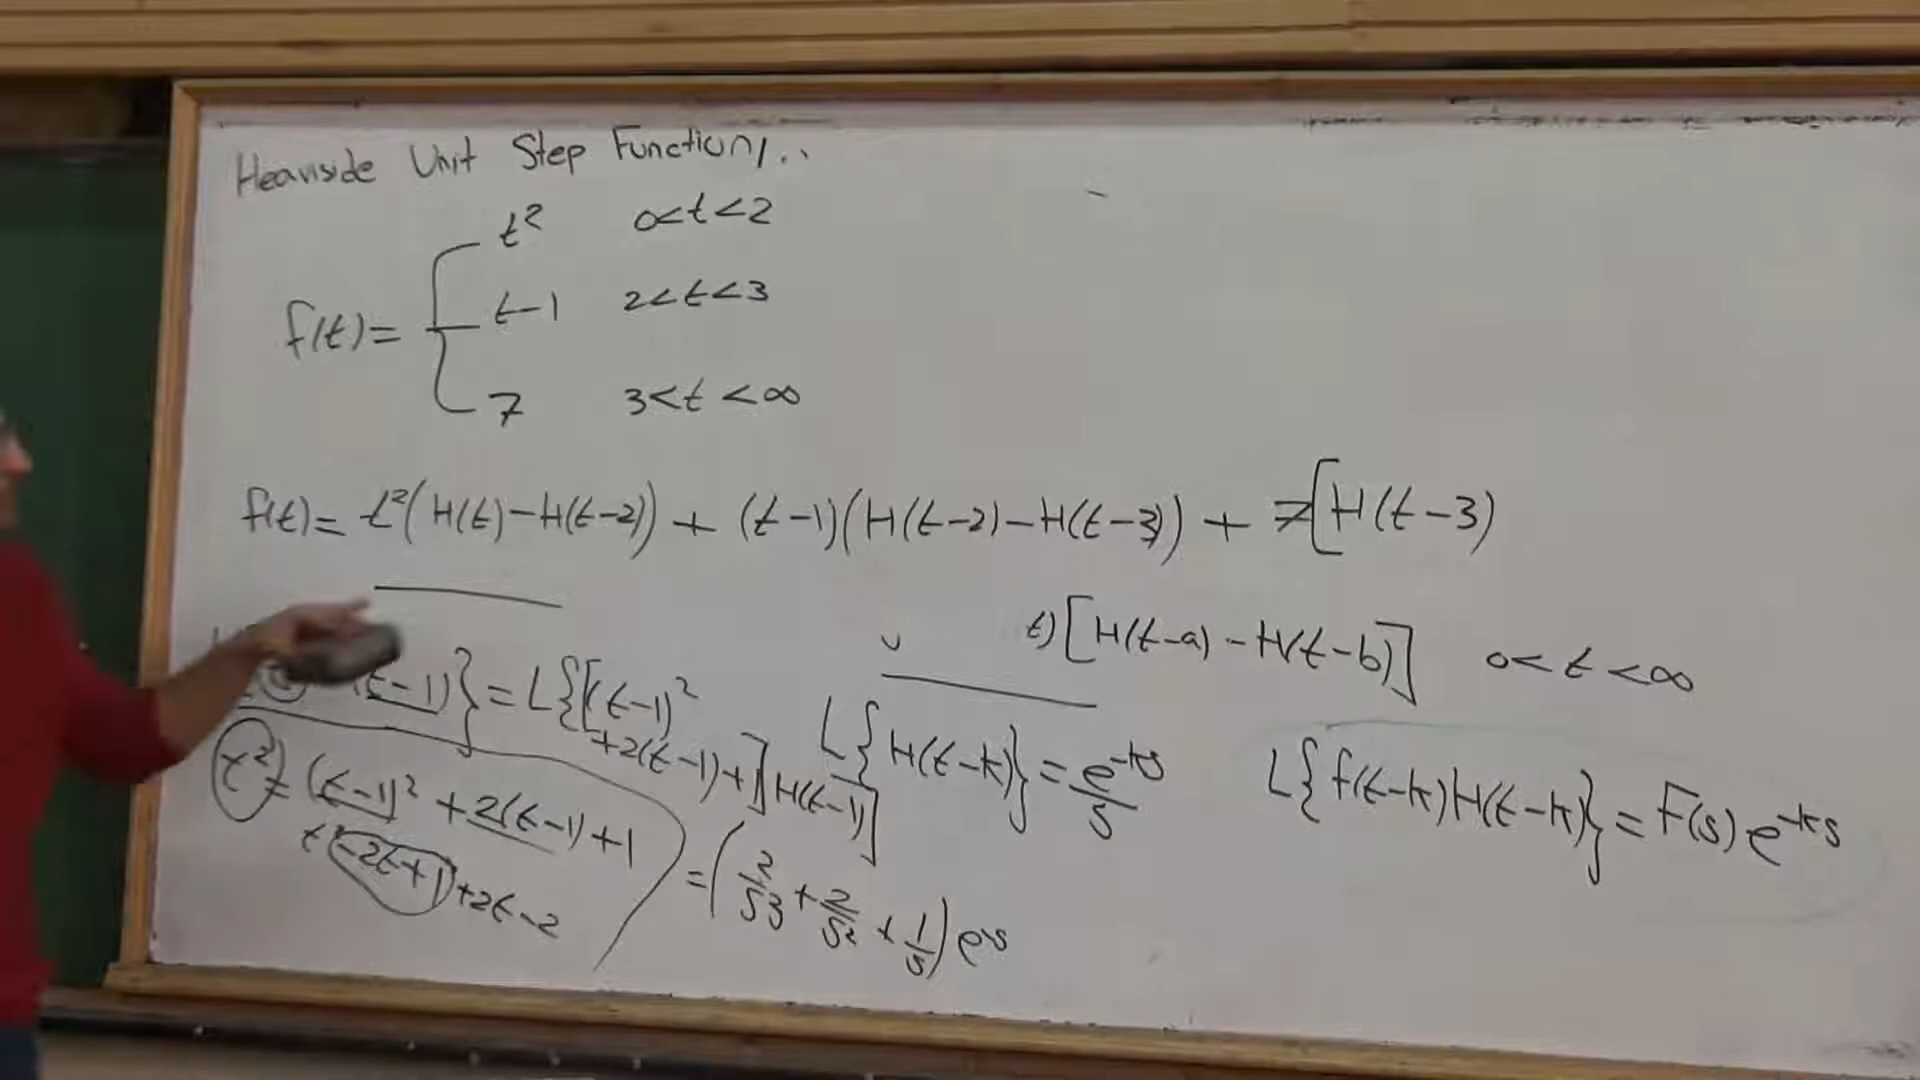 Heaviside Unit Step Function,..
t² 0<t<2
f(t)= t-1 2<t<3
7 3<t<∞
f(t)= t²(H(t)-H(t-2)) + (t-1)(H(t-2)-H(t-3)) + 7[H(t-3)
t)[H(t-a)-H(t-b)] 0<t<∞
(t-1)}=L{[(t-1)²
+2(t-1)+1]H(t-1)]
L{H(t-k)}=e^-ks/s
L{f(t-k)H(t-k)}=F(s)e^-ks
t²=(t-1)²+2(t-1)+1
t²-2t+1+2t-2
=(2/s3+2/s²+1/s)e^-s